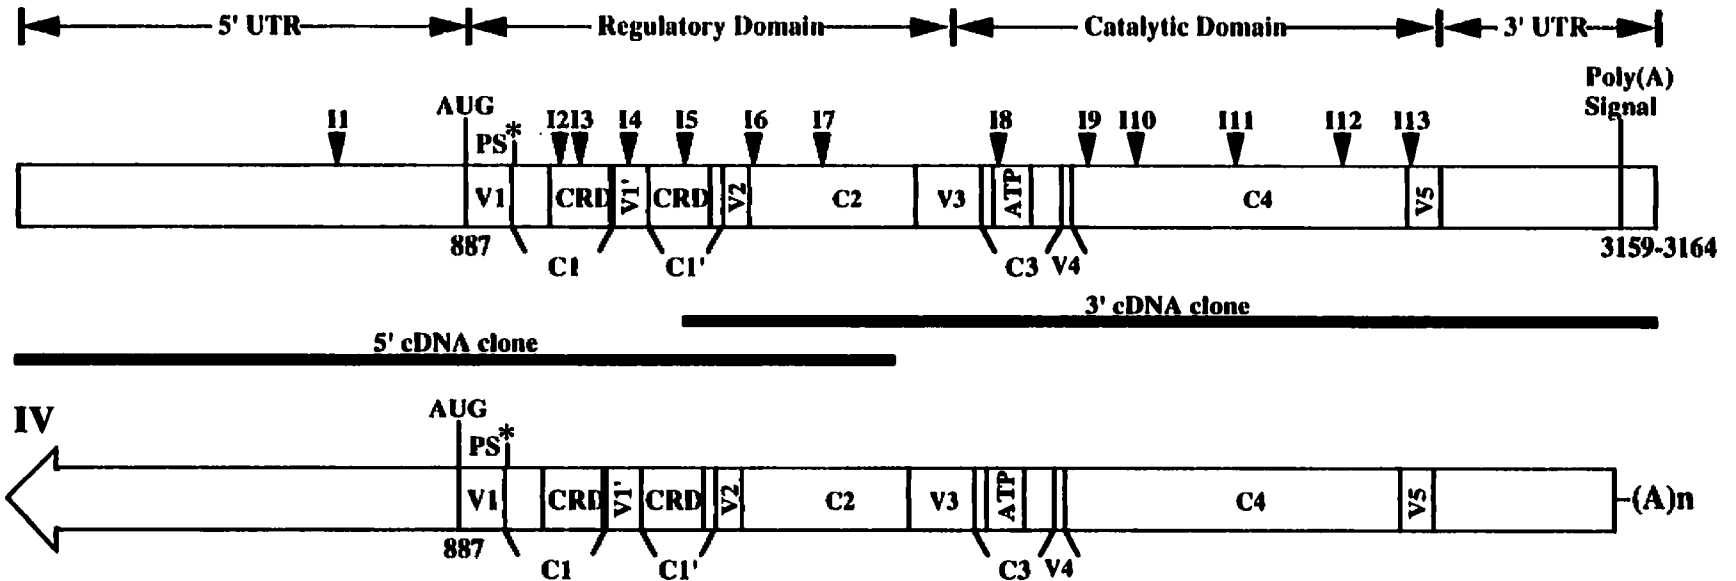 5' UTR Regulatory Domain Catalytic Domain 3' UTR
Poly(A)
Signal
AUG
I1 I2 I3 I4 I5 I6 I7 I8 I9 I10 I11 I12 I13
PS*
V1 CRD V1' CRD V2 C2 V3 ATP C4 V5
887 3159-3164
C1 C1' C3 V4
3' cDNA clone
5' cDNA clone
IV
AUG
PS*
V1 CRD V1' CRD V2 C2 V3 ATP C4 V5 (A)n
887
C1 C1' C3 V4